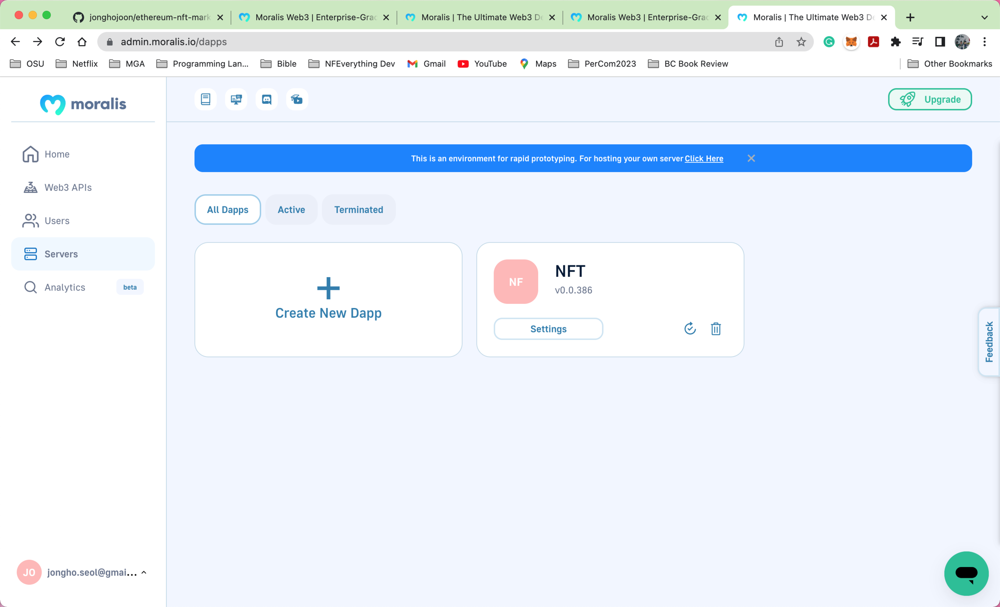 jonghojoon/ethereum-nft-mark
Moralis Web3 | Enterprise-Grad
Moralis | The Ultimate Web3 De
Moralis Web3 | Enterprise-Grad
Moralis | The Ultimate Web3 De
admin.moralis.io/dapps
OSU
Netflix
MGA
Programming Lan...
Bible
NFEverything Dev
Gmail
YouTube
Maps
PerCom2023
BC Book Review
Other Bookmarks
moralis
Upgrade
Home
Web3 APIs
Users
Servers
Analytics
beta
This is an environment for rapid prototyping. For hosting your own server Click Here
All Dapps
Active
Terminated
Create New Dapp
NF
NFT
v0.0.386
Settings
Feedback
JO
jongho.seol@gmai...